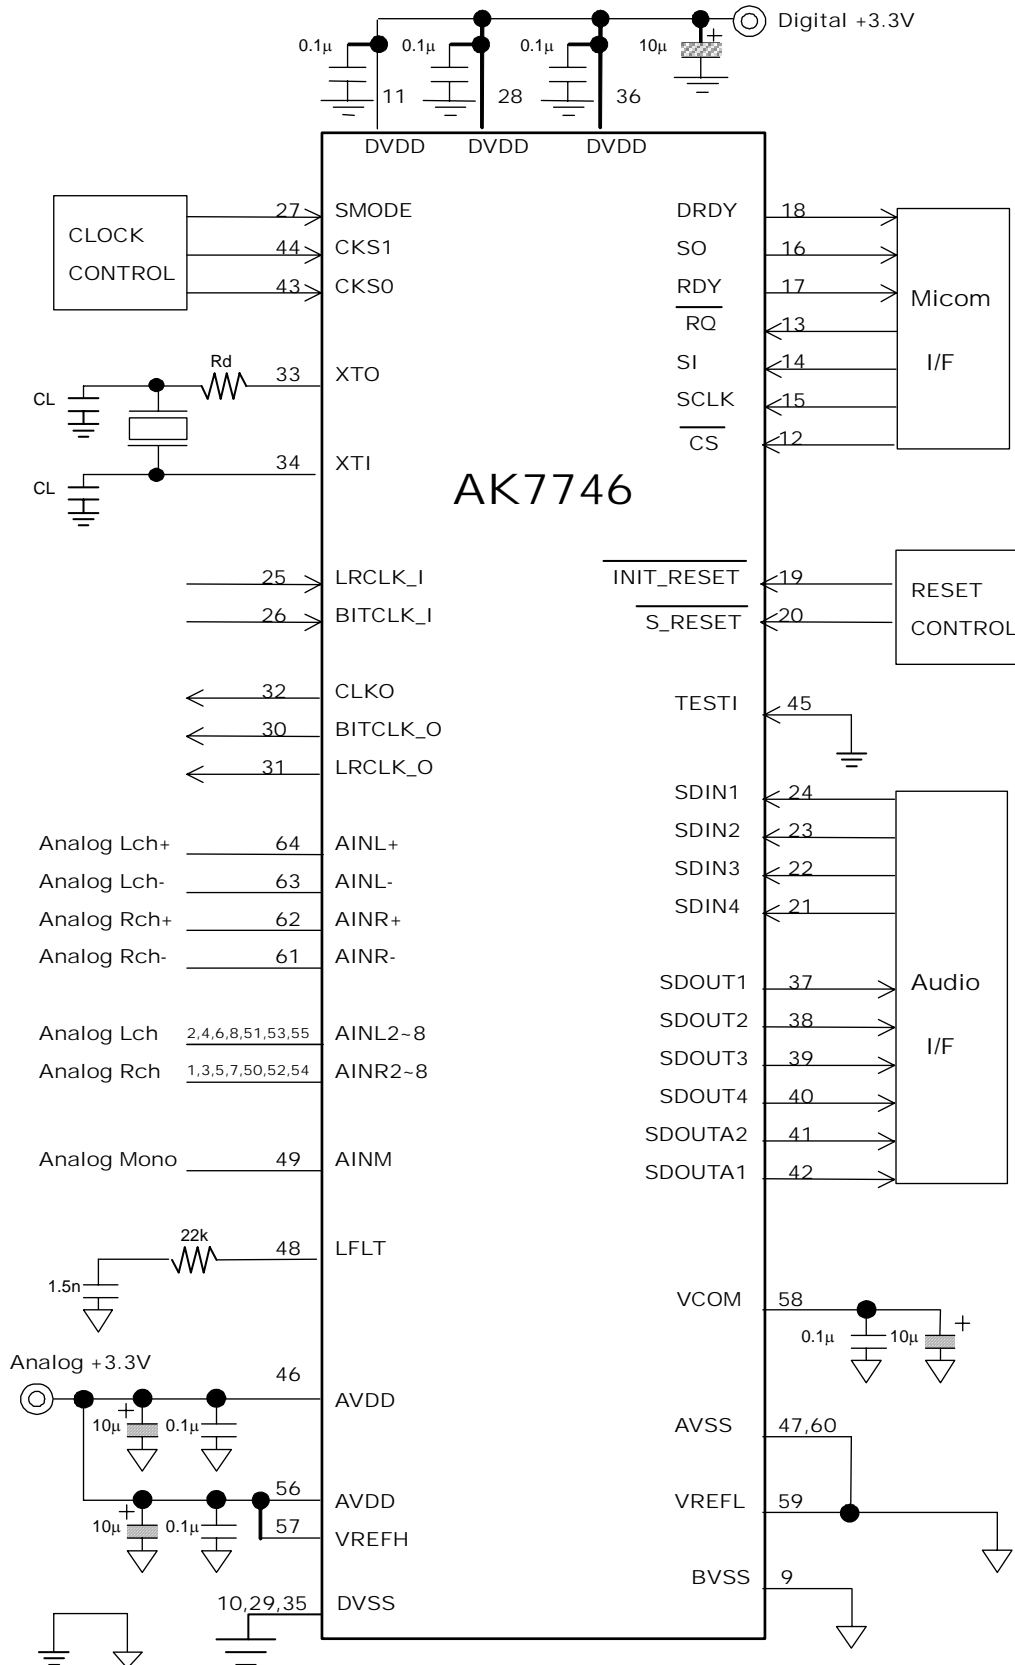 Digital +3.3V
0.1µ 0.1µ 0.1µ 10µ +
11 28 36
DVDD DVDD DVDD
CLOCK
CONTROL
27 SMODE
44 CKS1
43 CKS0
Rd
33 XTO
CL
34 XTI
CL
DRDY 18
SO 16
RDY 17
RQ 13
SI 14
SCLK 15
CS 12
Micom
I/F
AK7746
25 LRCLK_I
26 BITCLK_I
INIT_RESET 19
S_RESET 20
RESET
CONTROL
32 CLKO
30 BITCLK_O
31 LRCLK_O
TESTI 45
Analog Lch+ 64 AINL+
Analog Lch- 63 AINL-
Analog Rch+ 62 AINR+
Analog Rch- 61 AINR-
Analog Lch 2,4,6,8,51,53,55 AINL2~8
Analog Rch 1,3,5,7,50,52,54 AINR2~8
Analog Mono 49 AINM
SDIN1 24
SDIN2 23
SDIN3 22
SDIN4 21
SDOUT1 37
SDOUT2 38
SDOUT3 39
SDOUT4 40
SDOUTA2 41
SDOUTA1 42
Audio
I/F
22k
48 LFLT
1.5n
VCOM 58
0.1µ 10µ +
Analog +3.3V
46 AVDD
10µ + 0.1µ
AVSS 47,60
56 AVDD
10µ + 0.1µ
57 VREFH
VREFL 59
BVSS 9
10,29,35 DVSS